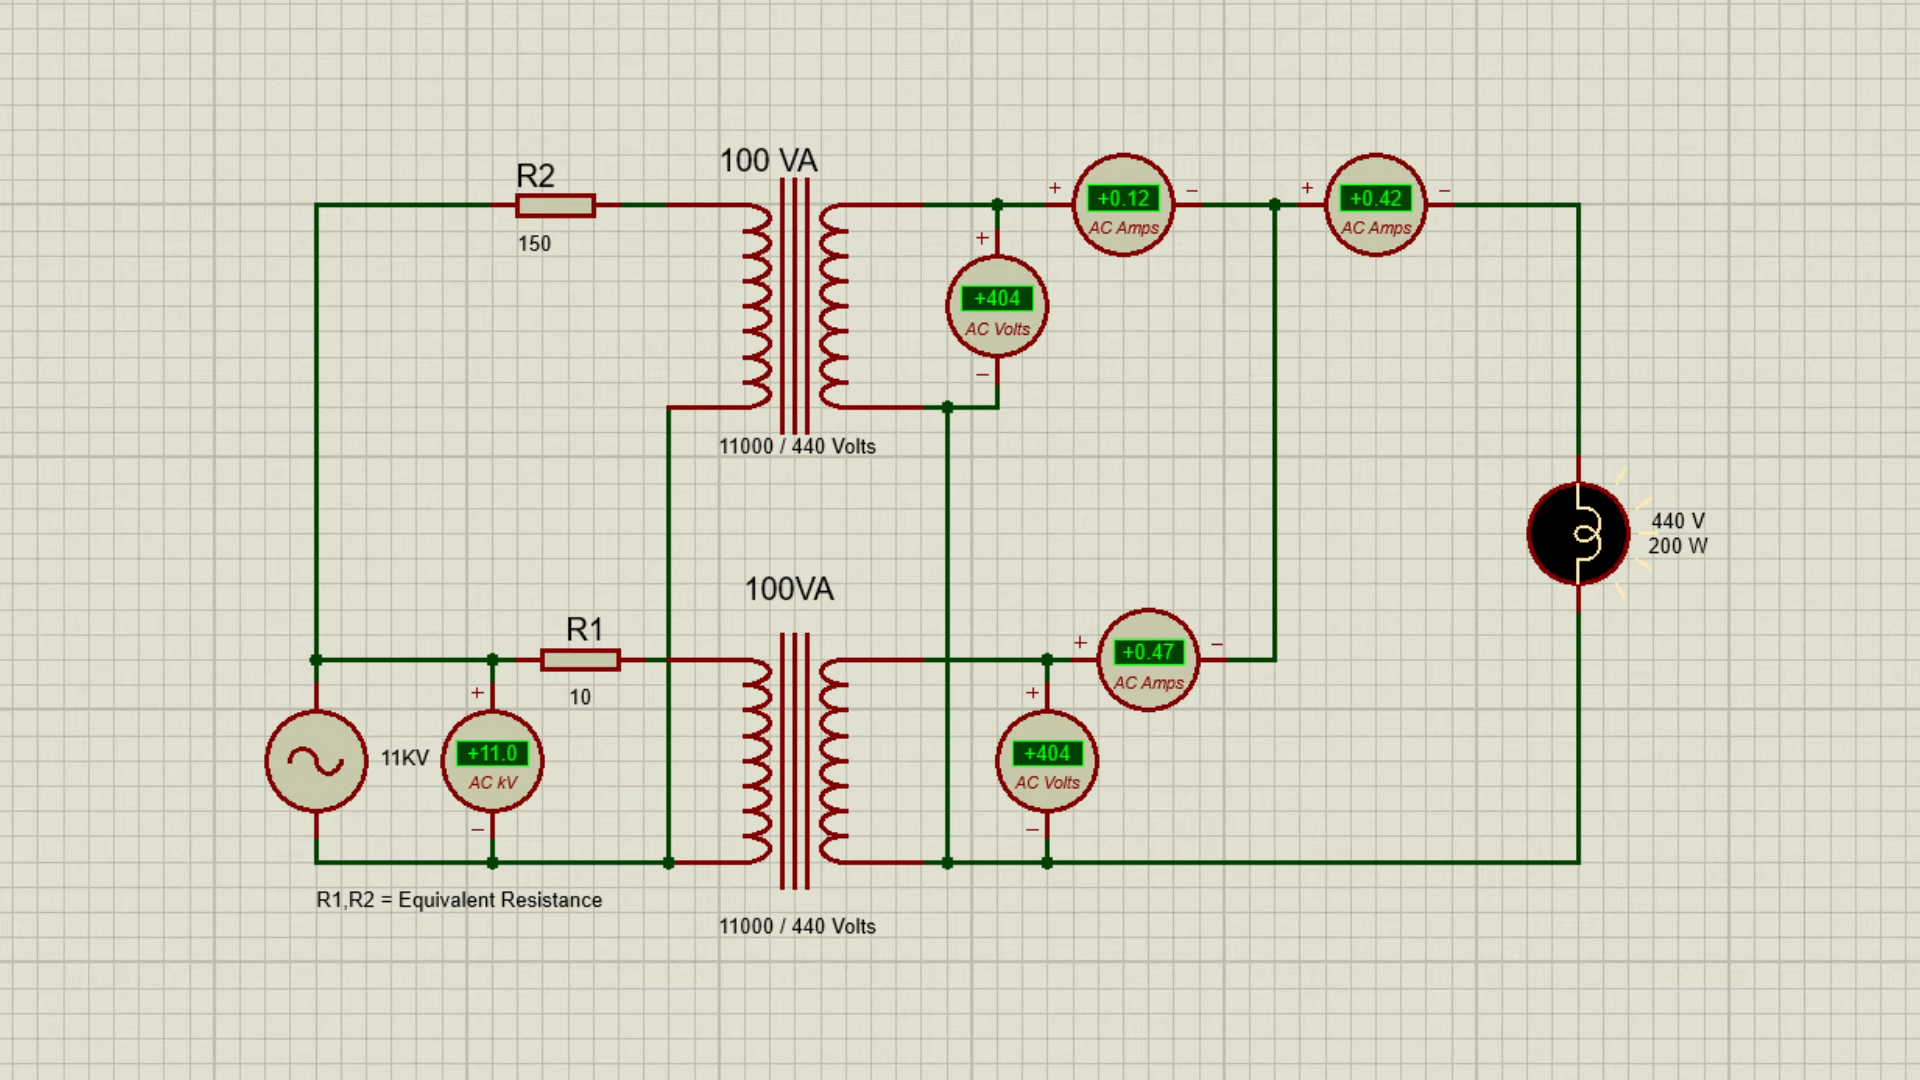 100 VA
R2
150
+
+0.12
AC Amps
−
+
+0.42
AC Amps
−
+
+404
AC Volts
−
11000 / 440 Volts
440 V
200 W
100VA
R1
10
+
+0.47
AC Amps
−
11KV
+
+11.0
AC kV
−
+
+404
AC Volts
−
R1,R2 = Equivalent Resistance
11000 / 440 Volts